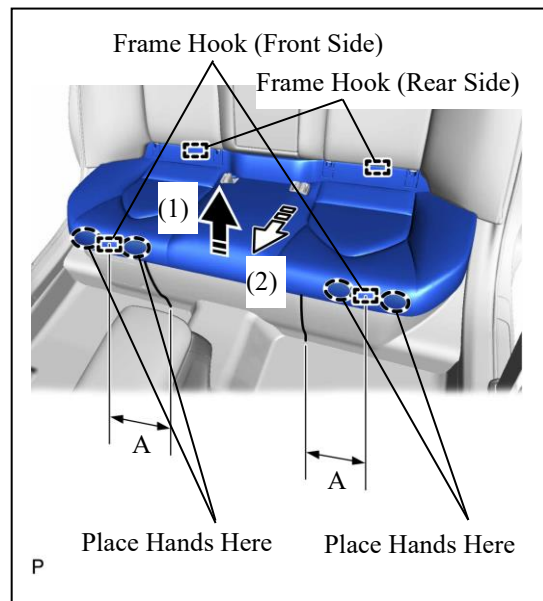 Frame Hook (Front Side)
Frame Hook (Rear Side)
(1)
(2)
A
A
Place Hands Here
Place Hands Here
P